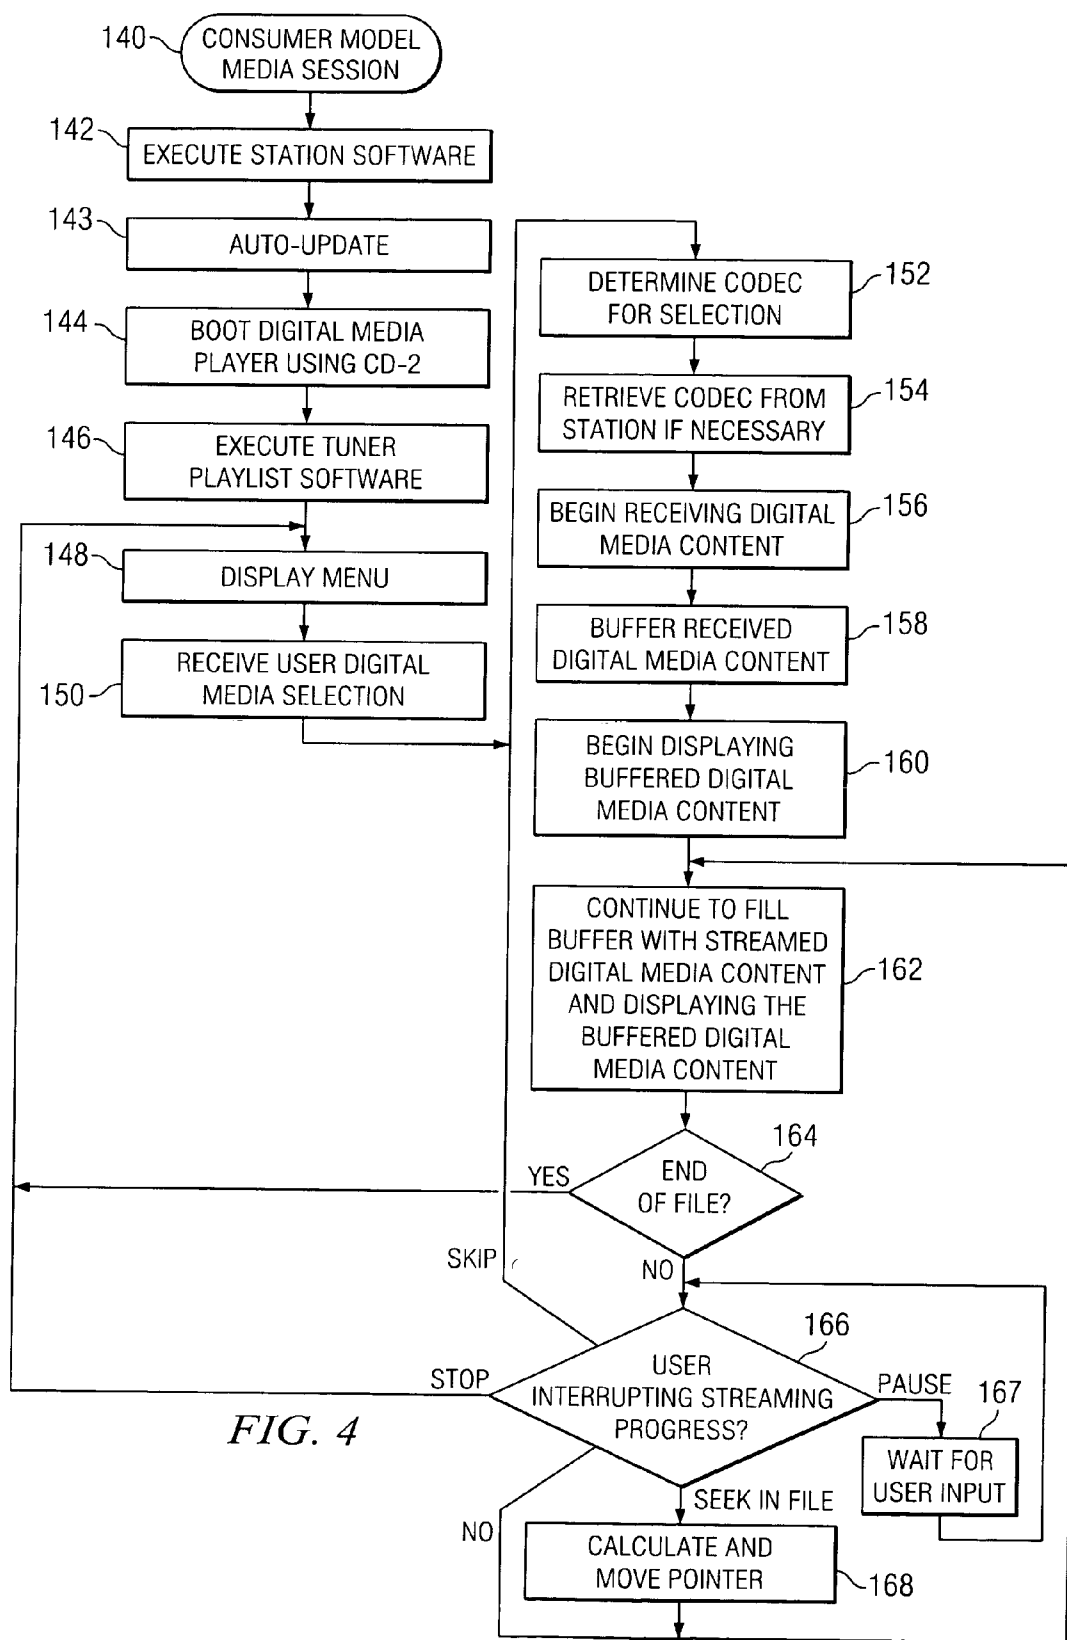 140
CONSUMER MODEL
MEDIA SESSION
142
EXECUTE STATION SOFTWARE
143
AUTO-UPDATE
144
BOOT DIGITAL MEDIA
PLAYER USING CD-2
146
EXECUTE TUNER
PLAYLIST SOFTWARE
148
DISPLAY MENU
150
RECEIVE USER DIGITAL
MEDIA SELECTION
DETERMINE CODEC
FOR SELECTION
152
RETRIEVE CODEC FROM
STATION IF NECESSARY
154
BEGIN RECEIVING DIGITAL
MEDIA CONTENT
156
BUFFER RECEIVED
DIGITAL MEDIA CONTENT
158
BEGIN DISPLAYING
BUFFERED DIGITAL
MEDIA CONTENT
160
CONTINUE TO FILL
BUFFER WITH STREAMED
DIGITAL MEDIA CONTENT
AND DISPLAYING THE
BUFFERED DIGITAL
MEDIA CONTENT
162
END
OF FILE?
164
YES
NO
SKIP
USER
INTERRUPTING STREAMING
PROGRESS?
166
STOP
PAUSE
167
WAIT FOR
USER INPUT
SEEK IN FILE
NO
CALCULATE AND
MOVE POINTER
168
FIG. 4